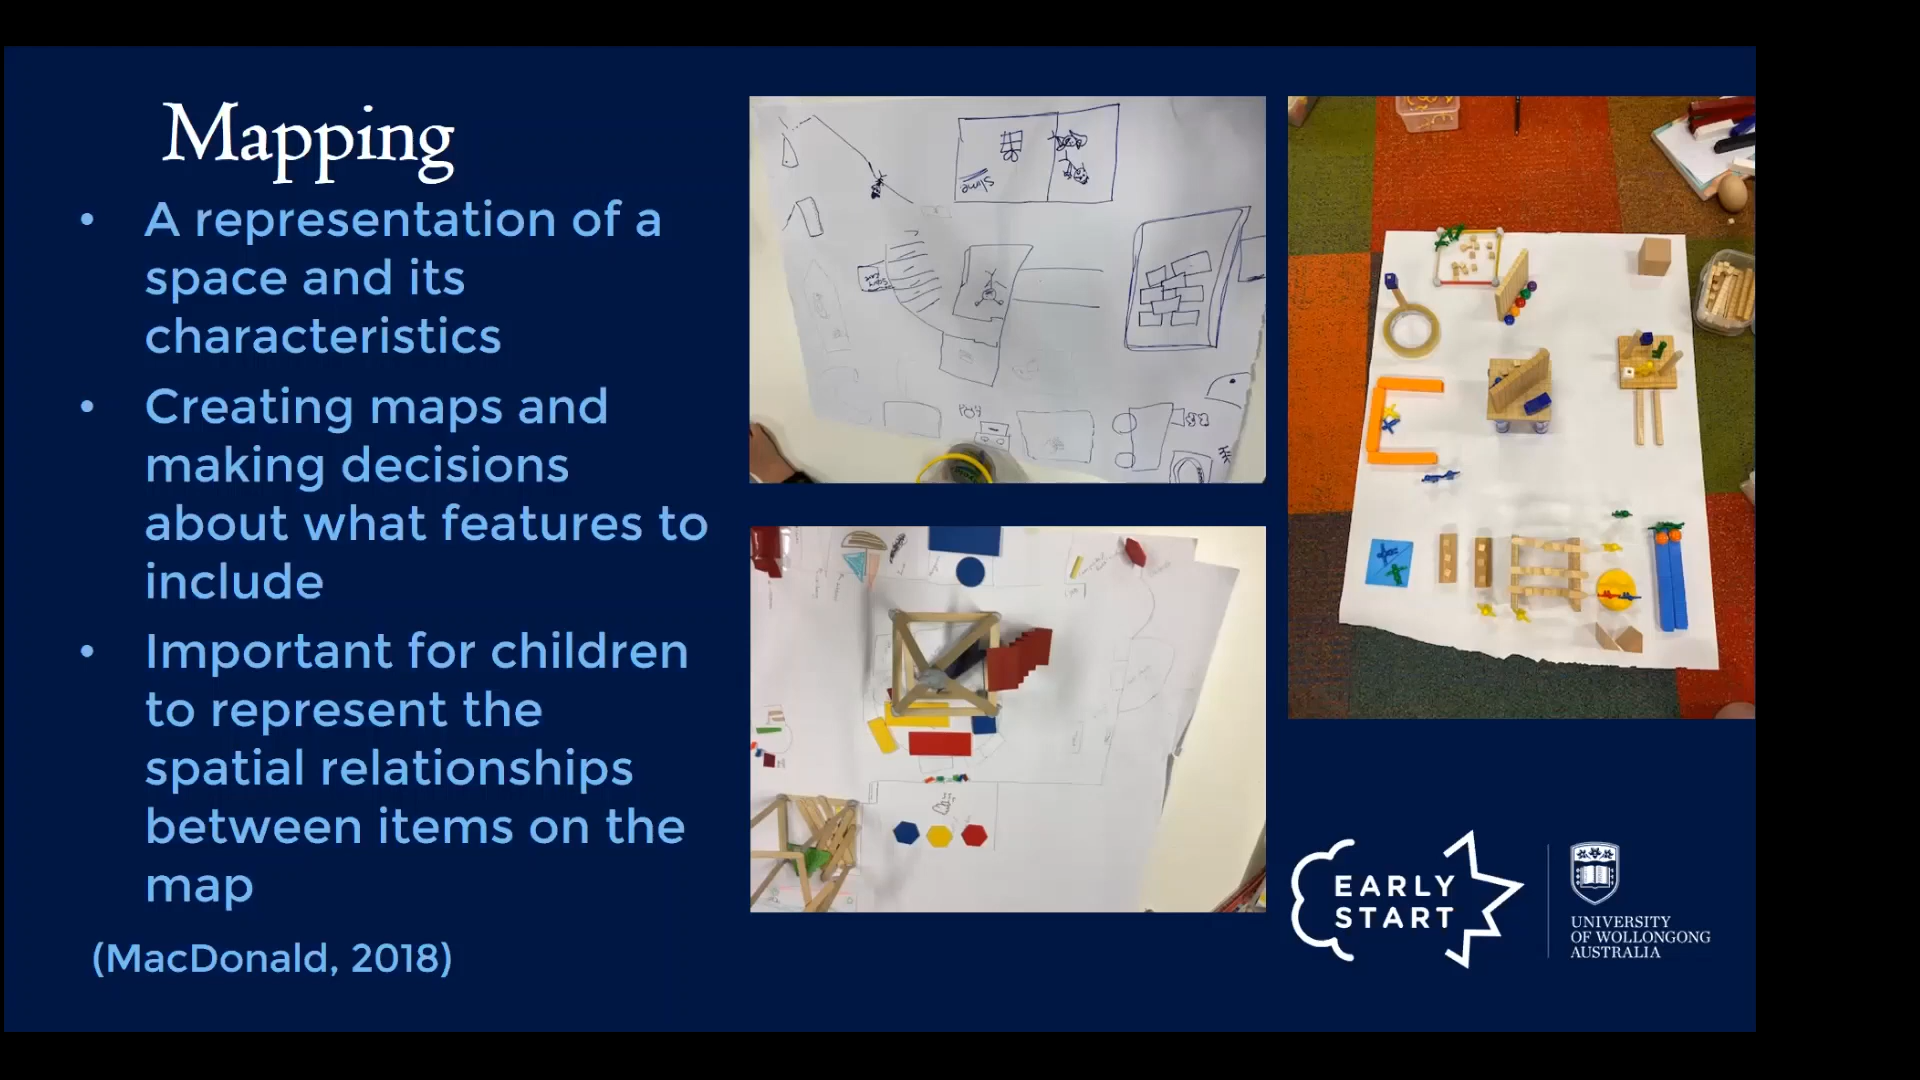 Mapping
• A representation of a
space and its
characteristics
• Creating maps and
making decisions
about what features to
include
• Important for children
to represent the
spatial relationships
between items on the
map
(MacDonald, 2018)
Slime
EARLY
START
UNIVERSITY
OF WOLLONGONG
AUSTRALIA